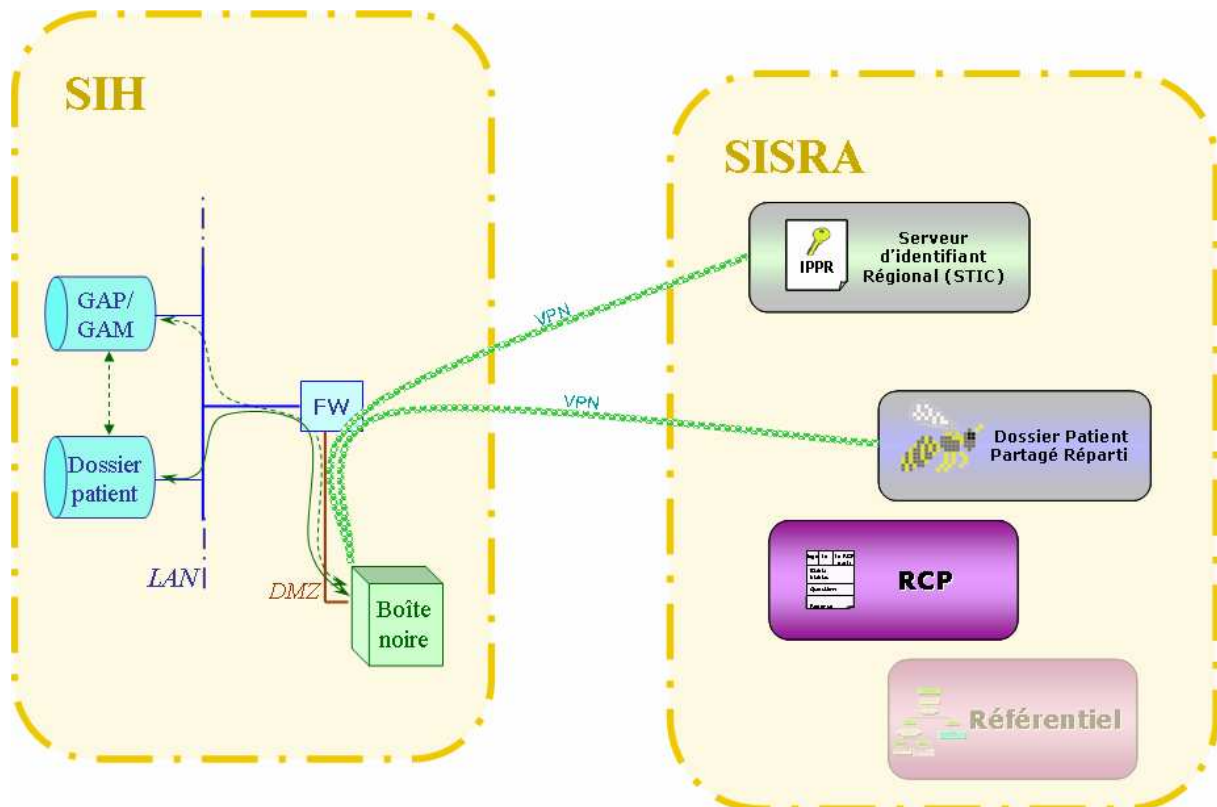 SIH
GAP/
GAM
Dossier
patient
LAN
FW
DMZ
Boîte
noire
VPN
VPN
SISRA
IPPR
Serveur
d'identifiant
Régional (STIC)
Dossier Patient
Partagé Réparti
RCP
Référentiel